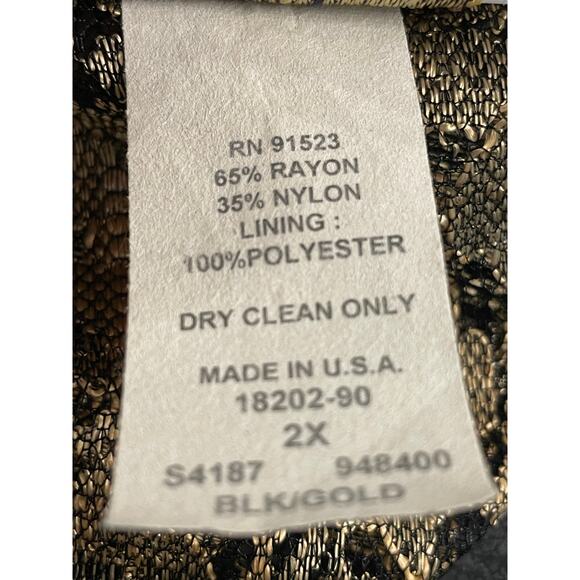 RN 91523
65% RAYON
35% NYLON
LINING :
100%POLYESTER
DRY CLEAN ONLY
MADE IN U.S.A.
18202-90
2X
S4187 948400
BLK/GOLD